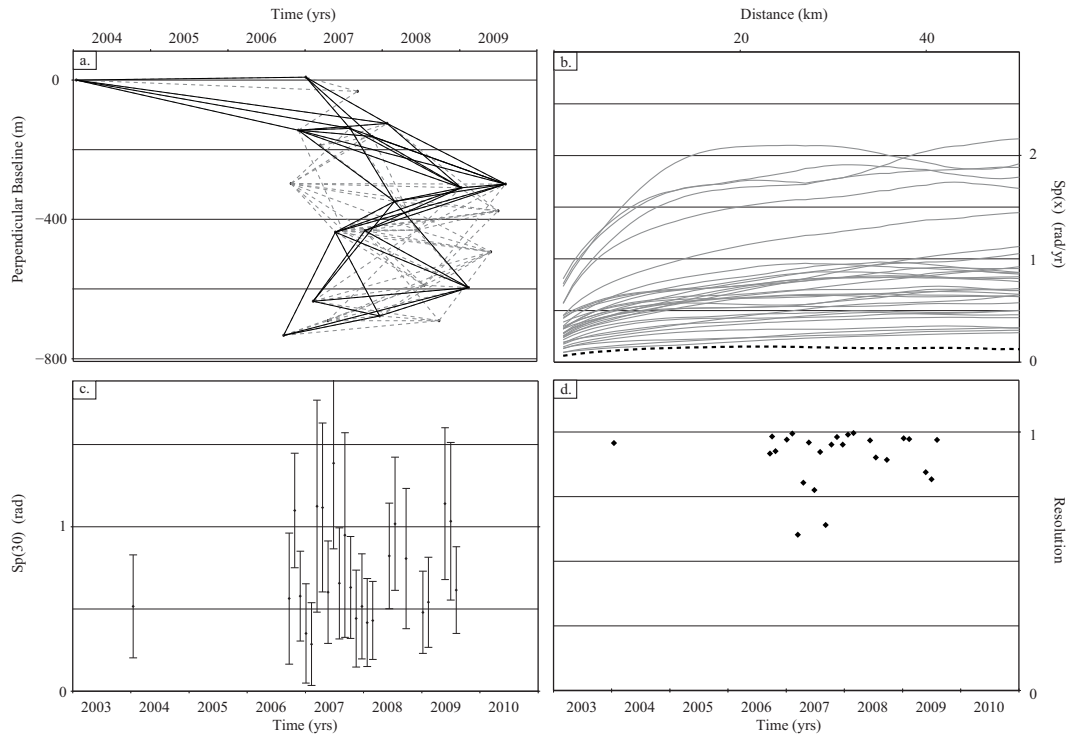 Time (yrs)
2004 2005 2006 2007 2008 2009
a.
0
−400
−800
Perpendicular Baseline (m)
Distance (km)
20 40
b.
2
1
0
Sp(x) (rad/yr)
c.
1
0
Sp(30) (rad)
2003 2004 2005 2006 2007 2008 2009 2010
Time (yrs)
d.
1
0
Resolution
2003 2004 2005 2006 2007 2008 2009 2010
Time (yrs)